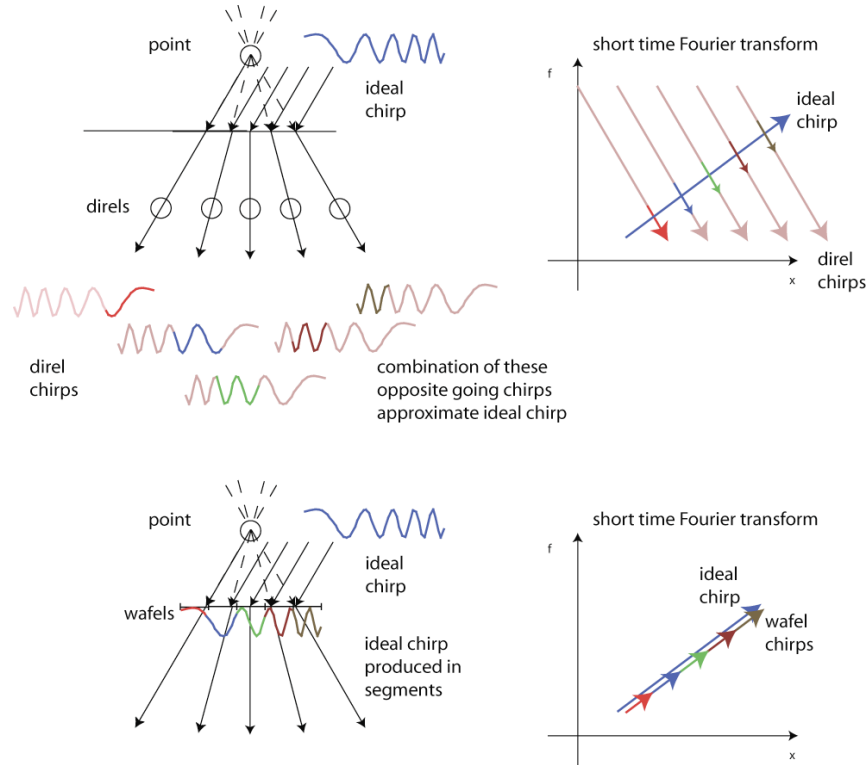 point
ideal
chirp
direls
short time Fourier transform
f
ideal
chirp
direl
chirps
x
direl
chirps
combination of these
opposite going chirps
approximate ideal chirp
point
ideal
chirp
wafels
ideal chirp
produced in
segments
short time Fourier transform
f
ideal
chirp
wafel
chirps
x